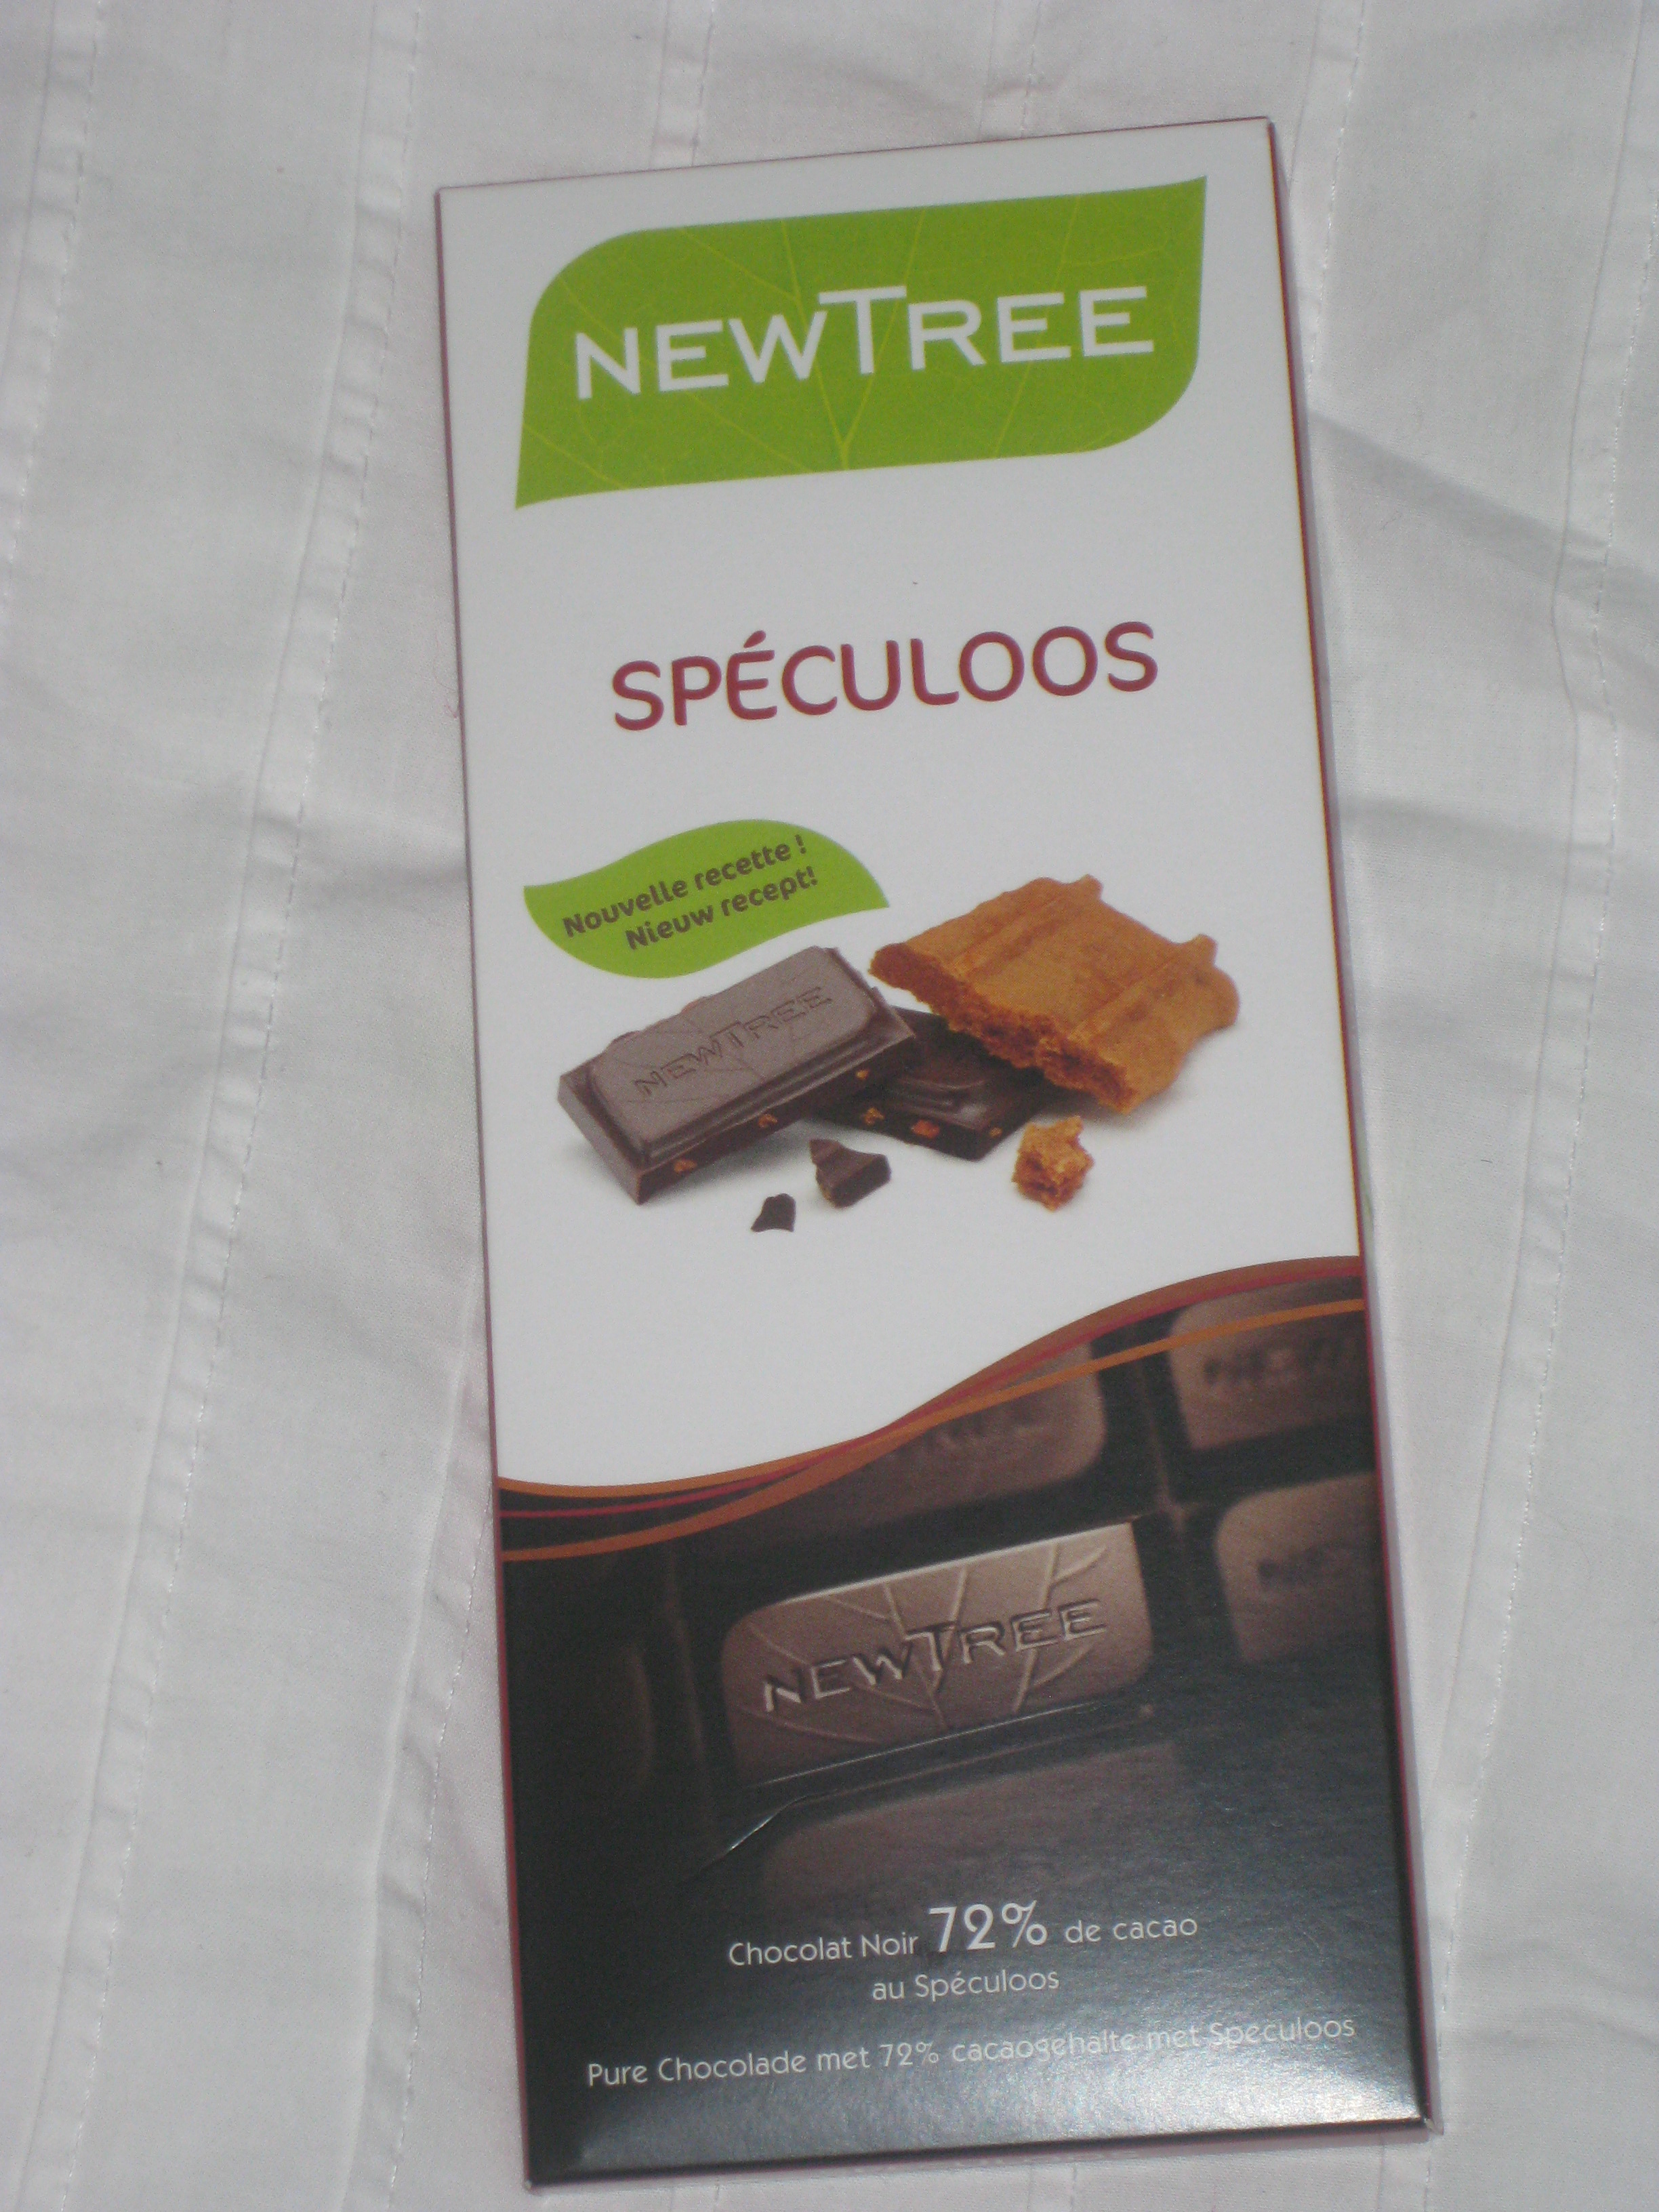 NEWTREE
SPÉCULOOS
Nouvelle recette !
Nieuw recept!
NEWTREE
NEWTREE
Chocolat Noir 72% de cacao
au Spéculoos
Pure Chocolade met 72% cacaogehalte met Speculoos